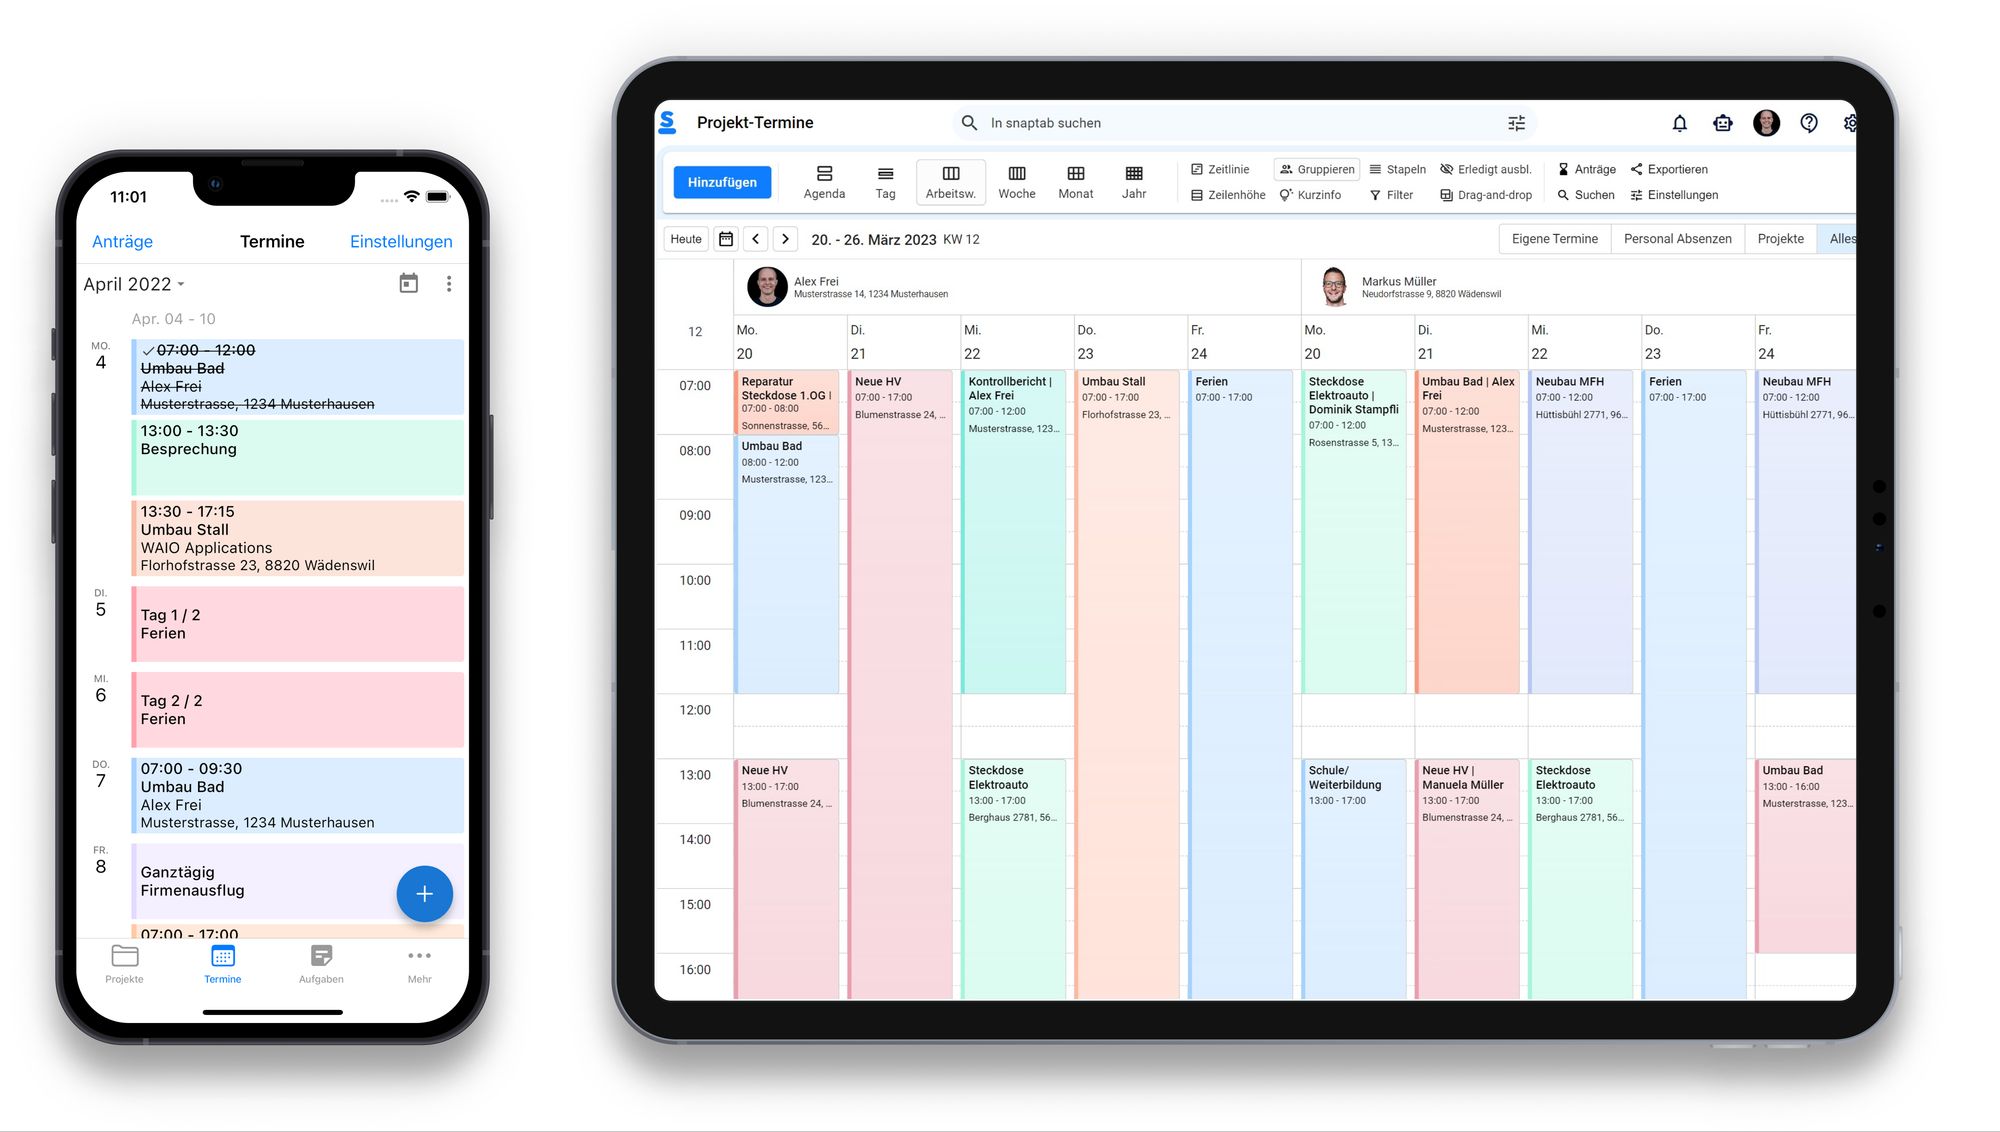 11:01
Anträge Termine Einstellungen
April 2022
Apr. 04 - 10
MO.
4
07:00 - 12:00
Umbau Bad
Alex Frei
Musterstrasse, 1234 Musterhausen
13:00 - 13:30
Besprechung
13:30 - 17:15
Umbau Stall
WAIO Applications
Florhofstrasse 23, 8820 Wädenswil
DI.
5
Tag 1 / 2
Ferien
MI.
6
Tag 2 / 2
Ferien
DO.
7
07:00 - 09:30
Umbau Bad
Alex Frei
Musterstrasse, 1234 Musterhausen
FR.
8
Ganztägig
Firmenausflug
07:00 - 17:00
Projekte Termine Aufgaben Mehr
S Projekt-Termine In snaptab suchen
Hinzufügen Agenda Tag Arbeitsw. Woche Monat Jahr
Zeitlinie Gruppieren Stapeln Erledigt ausbl. Anträge Exportieren
Zeilenhöhe Kurzinfo Filter Drag-and-drop Suchen Einstellungen
Heute 20. - 26. März 2023 KW 12 Eigene Termine Personal Absenzen Projekte Alles
Alex Frei
Musterstrasse 14, 1234 Musterhausen
Markus Müller
Neudorfstrasse 9, 8820 Wädenswil
12 Mo. Di. Mi. Do. Fr. Mo. Di. Mi. Do. Fr.
20 21 22 23 24 20 21 22 23 24
07:00
08:00
09:00
10:00
11:00
12:00
13:00
14:00
15:00
16:00
Reparatur
Steckdose 1.OG |
07:00 - 08:00
Sonnenstrasse, 56...
Umbau Bad
08:00 - 12:00
Musterstrasse, 123...
Neue HV
13:00 - 17:00
Blumenstrasse 24, ...
Neue HV
07:00 - 17:00
Blumenstrasse 24, ...
Kontrollbericht |
Alex Frei
07:00 - 12:00
Musterstrasse, 123...
Steckdose
Elektroauto
13:00 - 17:00
Berghaus 2781, 56...
Umbau Stall
07:00 - 17:00
Florhofstrasse 23, ...
Ferien
07:00 - 17:00
Steckdose
Elektroauto |
Dominik Stampfli
07:00 - 12:00
Rosenstrasse 5, 13...
Schule/
Weiterbildung
13:00 - 17:00
Umbau Bad | Alex
Frei
07:00 - 12:00
Musterstrasse, 123...
Neue HV |
Manuela Müller
13:00 - 17:00
Blumenstrasse 24, ...
Neubau MFH
07:00 - 12:00
Hüttisbühl 2771, 96...
Steckdose
Elektroauto
13:00 - 17:00
Berghaus 2781, 56...
Ferien
07:00 - 17:00
Neubau MFH
07:00 - 12:00
Hüttisbühl 2771, 96...
Umbau Bad
13:00 - 16:00
Musterstrasse, 123...